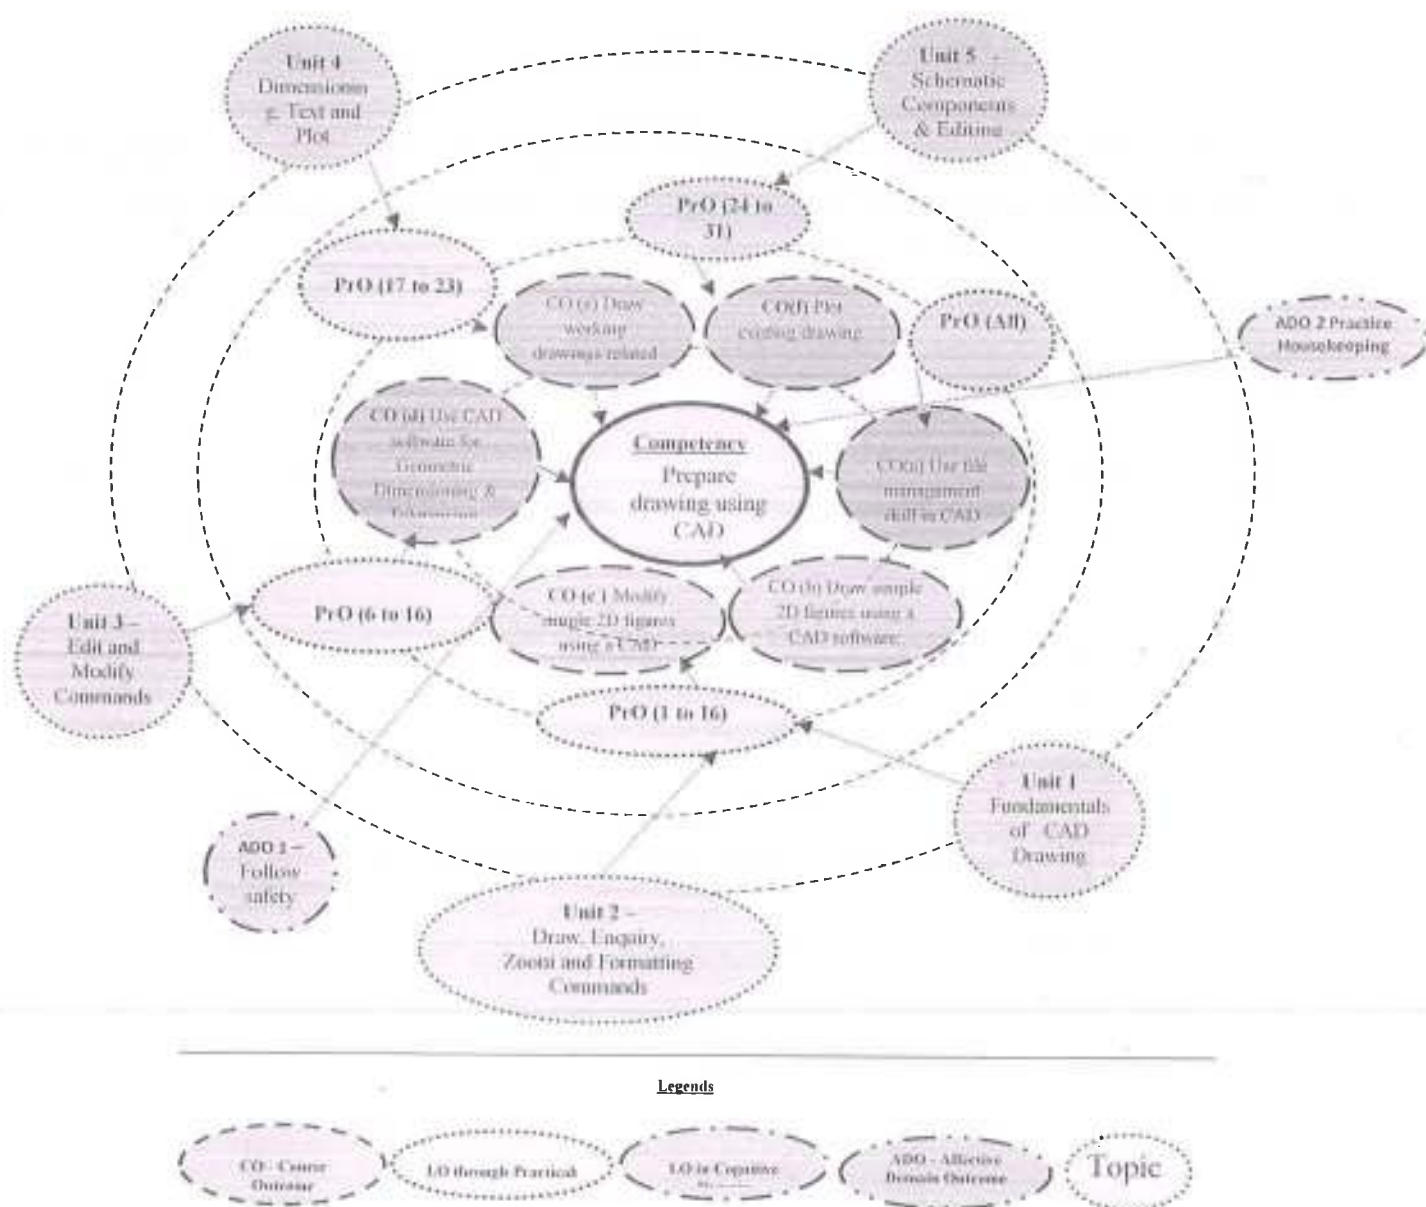 Unit 4
Dimensionin
g, Text and
Plot
Unit 5 -
Schematic
Components
& Editing
PrO (24 to
31)
PrO (17 to 23)
CO (e) Draw
working
drawings related
CO(f) Plot
existing drawing
PrO (All)
ADO 2 Practice
Housekeeping
CO (d) Use CAD
software for
Geometric
Dimensioning &
Competency
Prepare
drawing using
CAD
CO(a) Use file
management
skill in CAD
Unit 3 –
Edit and
Modify
Commands
PrO (6 to 16)
CO (c ) Modify
2D figures
using a CAD
CO (b) Draw simple
2D figures using a
CAD software.
PrO (1 to 16)
Unit 1
Fundamentals
of CAD
Drawing
ADO 1 –
Follow
safety
Unit 2 –
Draw, Enquiry,
Zoom and Formatting
Commands
Legends
CO - Course
Outcome
LO through Practical
LO in Cognitive
ADO - Affective
Domain Outcome
Topic